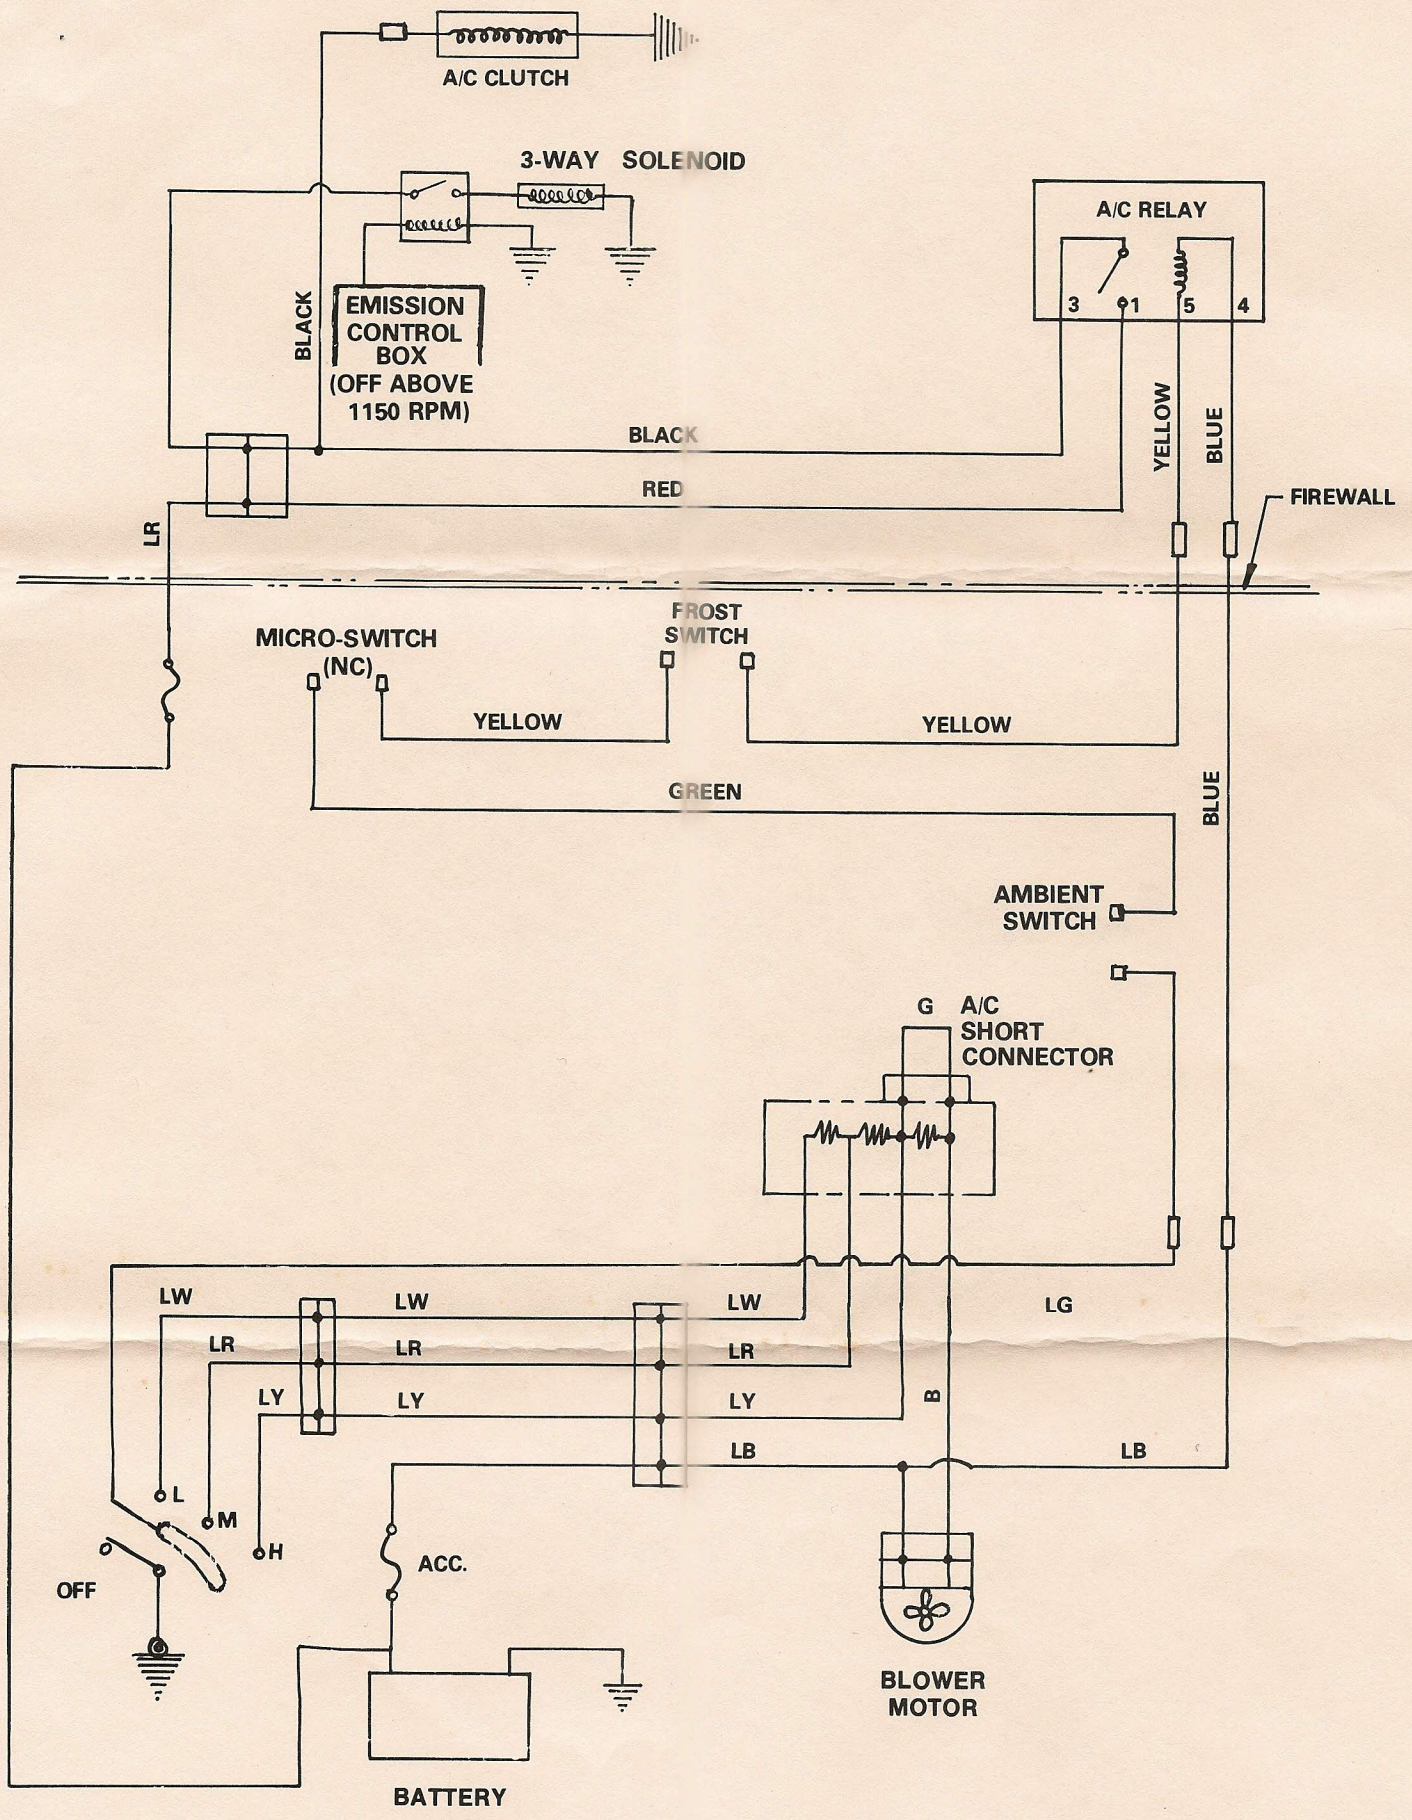 A/C CLUTCH
3-WAY SOLENOID
A/C RELAY
3
1
5
4
BLACK
EMISSION
CONTROL
BOX
(OFF ABOVE
1150 RPM)
YELLOW
BLUE
BLACK
RED
FIREWALL
LR
FROST
SWITCH
MICRO-SWITCH
(NC)
YELLOW
YELLOW
GREEN
BLUE
AMBIENT
SWITCH
G
A/C
SHORT
CONNECTOR
LW
LW
LW
LG
LR
LR
LR
LY
LY
LY
B
LB
LB
L
M
H
OFF
ACC.
BLOWER
MOTOR
BATTERY